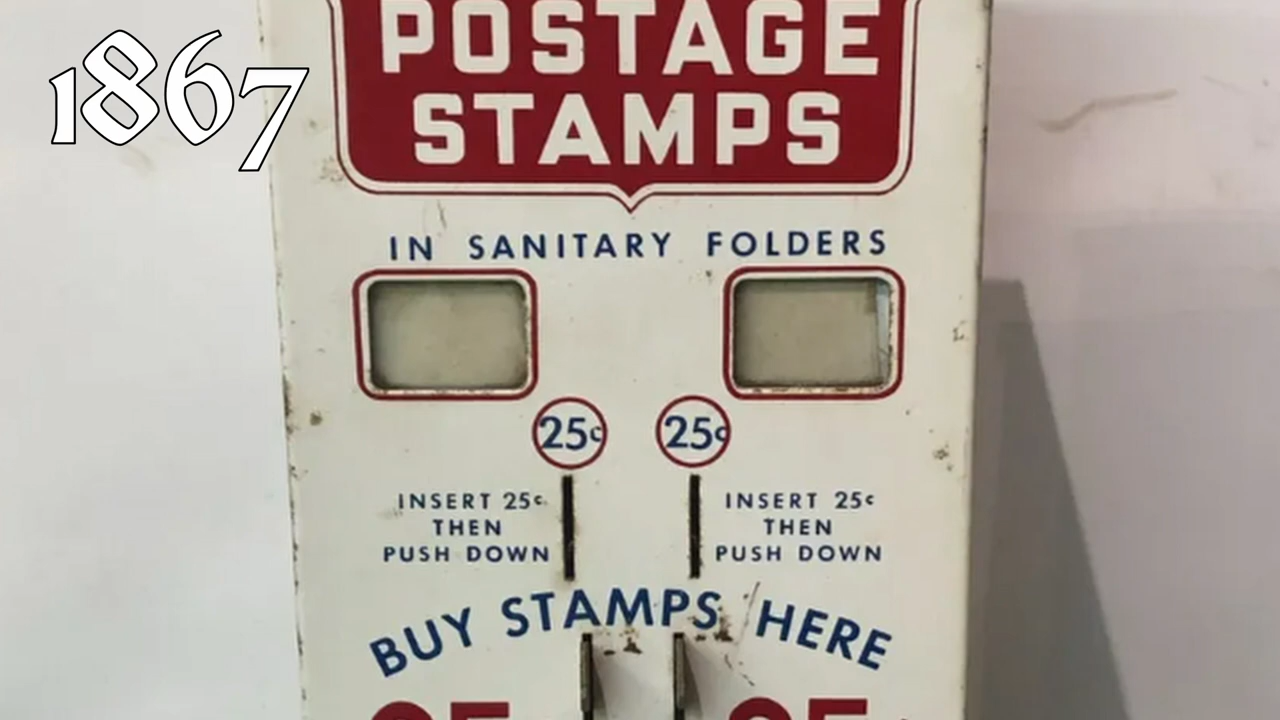 1867
POSTAGE
STAMPS
IN SANITARY FOLDERS
25¢ 25¢
INSERT 25¢
THEN
PUSH DOWN
INSERT 25¢
THEN
PUSH DOWN
BUY STAMPS HERE